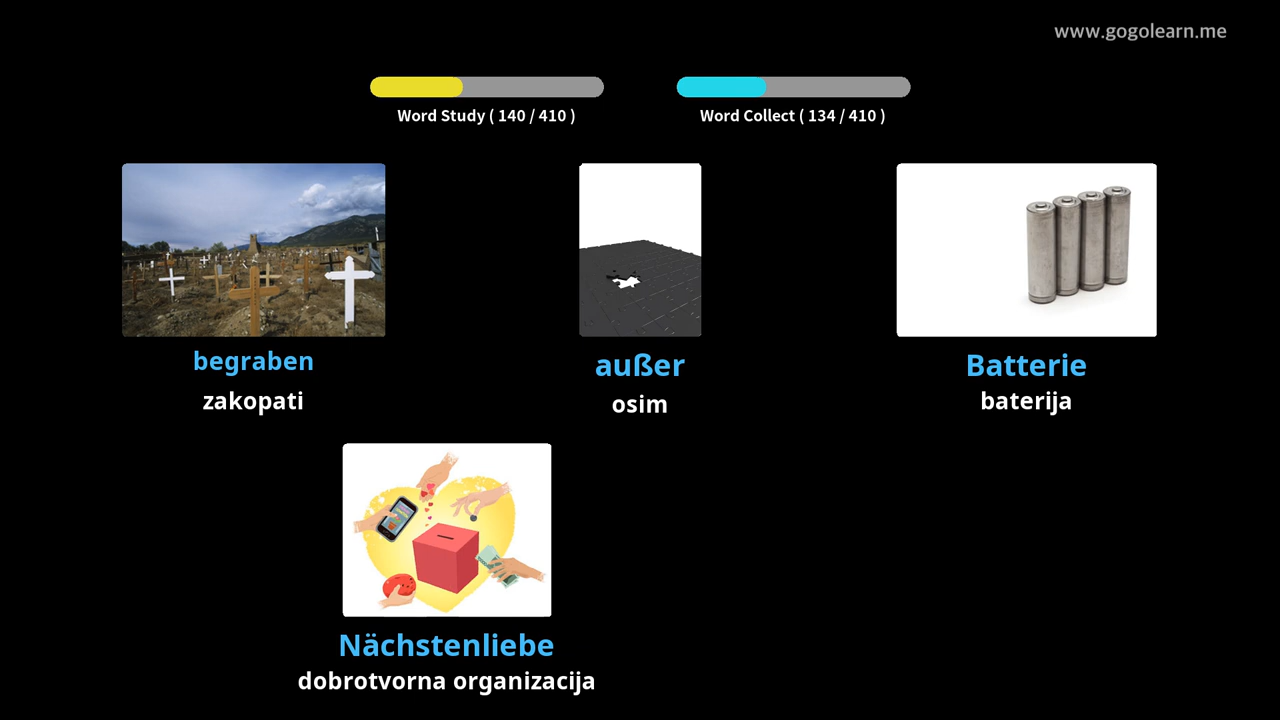 www.gogolearn.me
Word Study ( 140 / 410 )
Word Collect ( 134 / 410 )
begraben
außer
Batterie
zakopati
osim
baterija
Nächstenliebe
dobrotvorna organizacija